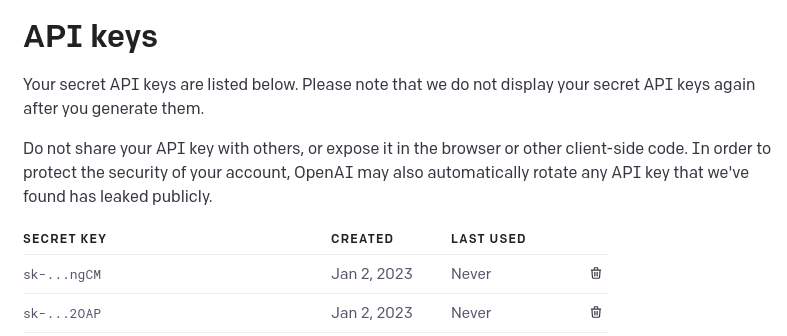 API keys
Your secret API keys are listed below. Please note that we do not display your secret API keys again
after you generate them.
Do not share your API key with others, or expose it in the browser or other client-side code. In order to
protect the security of your account, OpenAI may also automatically rotate any API key that we've
found has leaked publicly.
SECRET KEY CREATED LAST USED
sk-...ngCM Jan 2, 2023 Never
sk-...2OAP Jan 2, 2023 Never